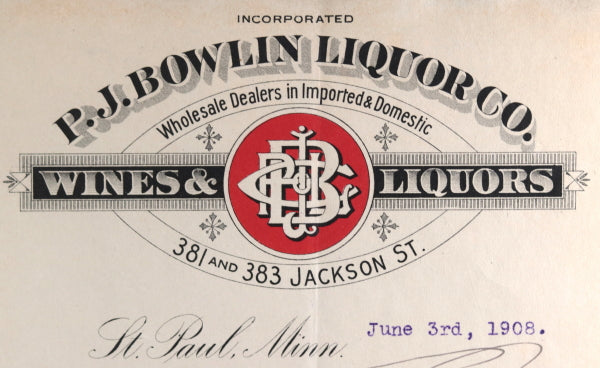 INCORPORATED
P.J. BOWLIN LIQUOR CO.
Wholesale Dealers in Imported & Domestic
WINES & LIQUORS
381 AND 383 JACKSON ST.
St. Paul, Minn. June 3rd, 1908.